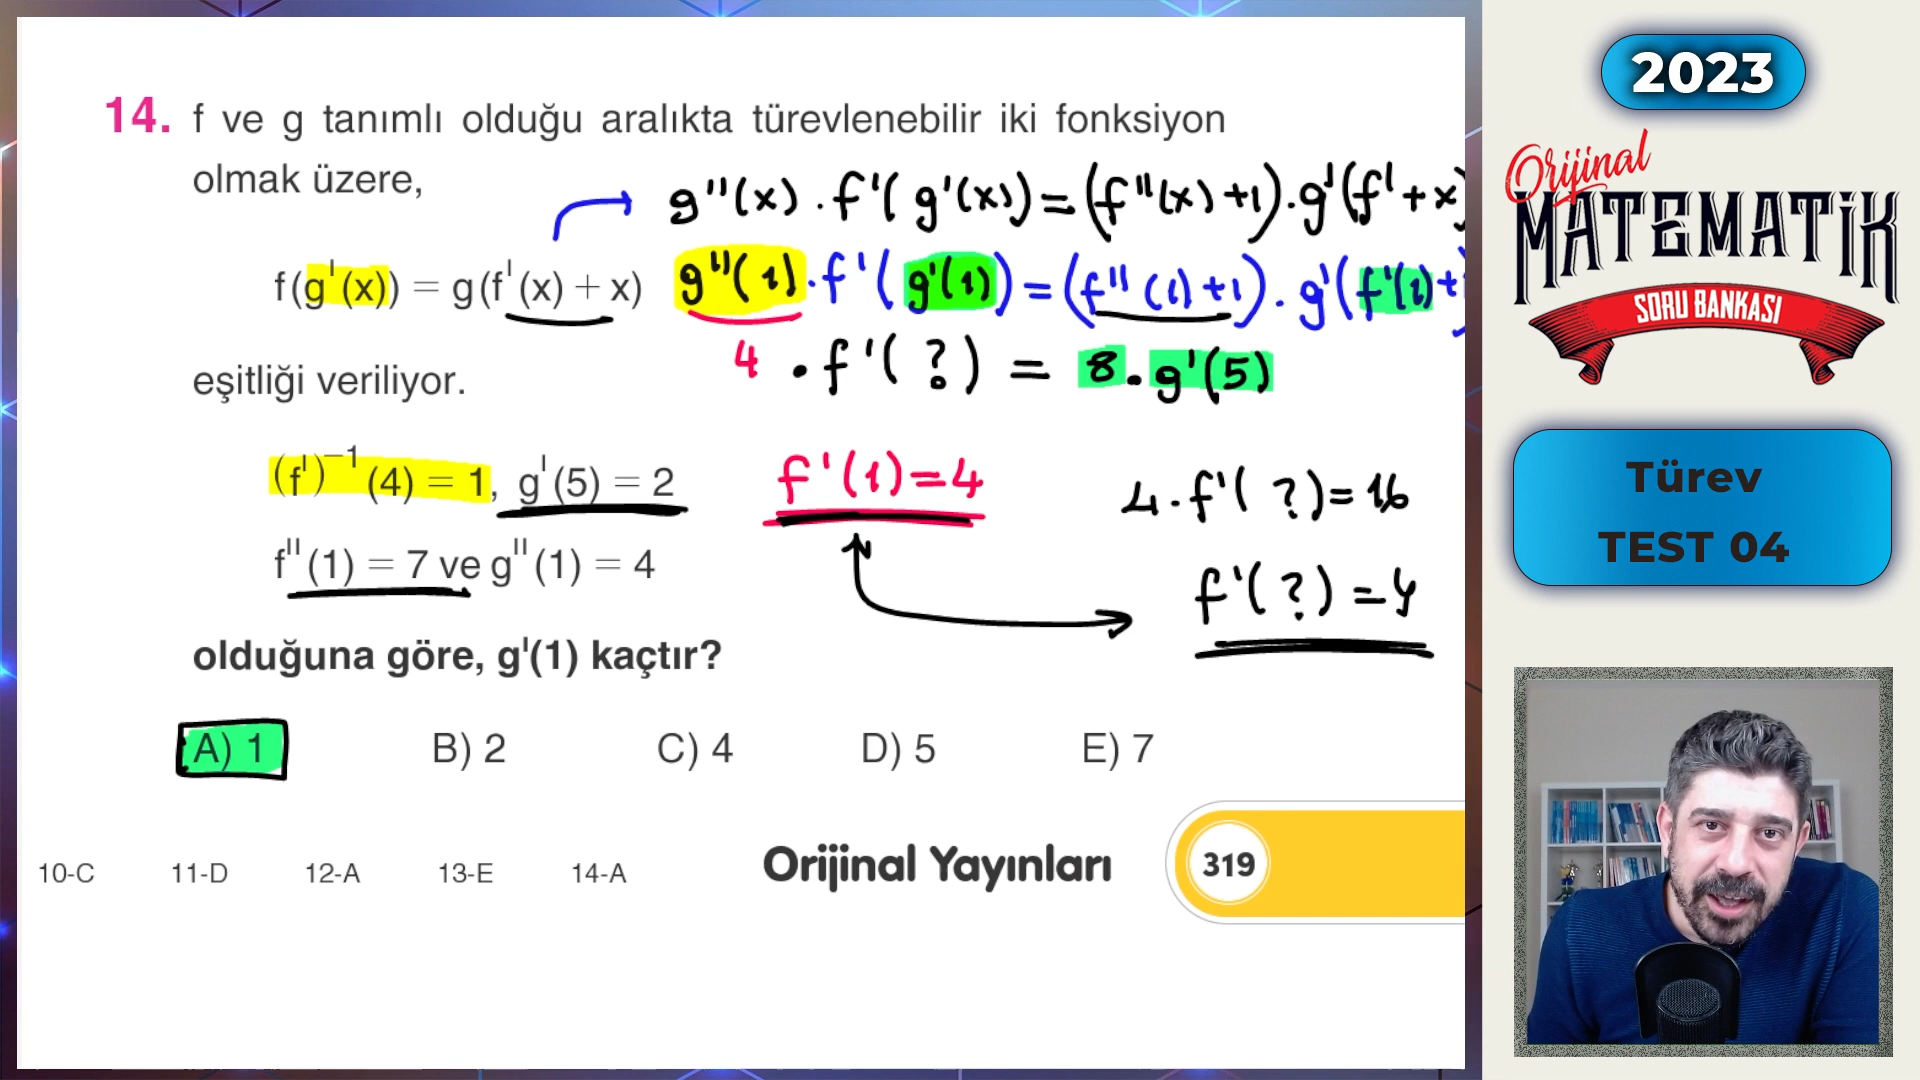 14. f ve g tanımlı olduğu aralıkta türevlenebilir iki fonksiyon
olmak üzere,
g''(x) . f'( g'(x)) = (f''(x) +1).g'(f'+x)
f(g'(x)) = g(f'(x) + x)
g''(1).f'( g'(1)) = (f''(1)+1). g'(f'(1)+
4 . f'( ? ) = 8 . g'(5)
eşitliği veriliyor.
(f')⁻¹(4) = 1, g'(5) = 2
f'(1)=4
4.f'( ?)= 16
f''(1) = 7 ve g''(1) = 4
f'( ?) = 4
olduğuna göre, g'(1) kaçtır?
A) 1 B) 2 C) 4 D) 5 E) 7
10-C 11-D 12-A 13-E 14-A
Orijinal Yayınları 319
2023
Orijinal
MATEMATİK
SORU BANKASI
Türev
TEST 04